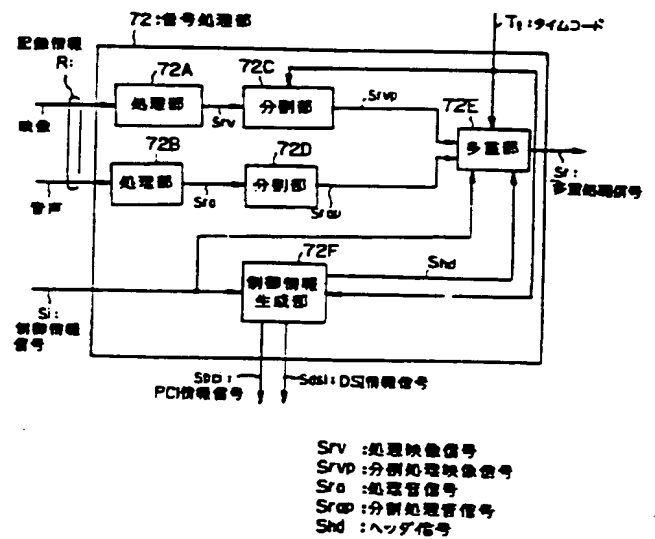 72:信号処理部
Tt:タイムコード
記録情報
R:
72A
処理部
72C
分割部
Srv
Srvp
72E
多重部
映像
72B
処理部
72D
分割部
Sra
Srap
音声
Sr:
多重処理信号
72F
制御情報
生成部
Shd
Si:
制御情報
信号
Spci:
PCI情報信号
Sdsi:DSI情報信号
Srv:処理映像信号
Srvp:分割処理映像信号
Sra:処理音信号
Srap:分割処理音信号
Shd:ヘッダ信号